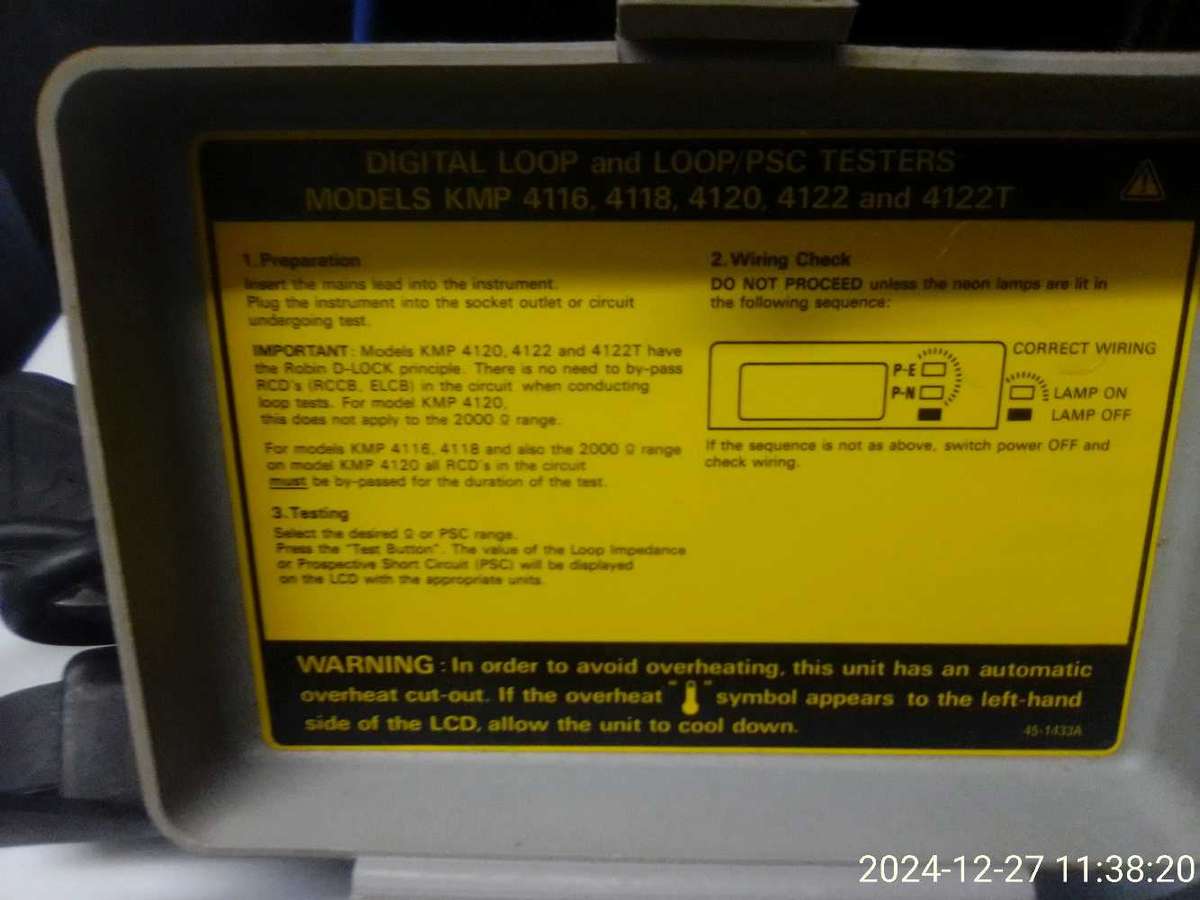 DIGITAL LOOP and LOOP/PSC TESTERS
MODELS KMP 4116, 4118, 4120, 4122 and 4122T
1. Preparation
Insert the mains lead into the instrument.
Plug the instrument into the socket outlet or circuit
undergoing test.
IMPORTANT: Models KMP 4120, 4122 and 4122T have
the Robin D-LOCK principle. There is no need to by-pass
RCD's (RCCB, ELCB) in the circuit when conducting
loop tests. For model KMP 4120,
this does not apply to the 2000 Ω range.
For models KMP 4116, 4118 and also the 2000 Ω range
on model KMP 4120 all RCD's in the circuit
must be by-passed for the duration of the test.
3. Testing
Select the desired Ω or PSC range.
Press the "Test Button". The value of the Loop Impedance
or Prospective Short Circuit (PSC) will be displayed
on the LCD with the appropriate units.
2. Wiring Check
DO NOT PROCEED unless the neon lamps are lit in
the following sequence:
P-E
P-N
CORRECT WIRING
LAMP ON
LAMP OFF
If the sequence is not as above, switch power OFF and
check wiring.
WARNING: In order to avoid overheating, this unit has an automatic
overheat cut-out. If the overheat " " symbol appears to the left-hand
side of the LCD, allow the unit to cool down.
45-1433A
2024-12-27 11:38:20